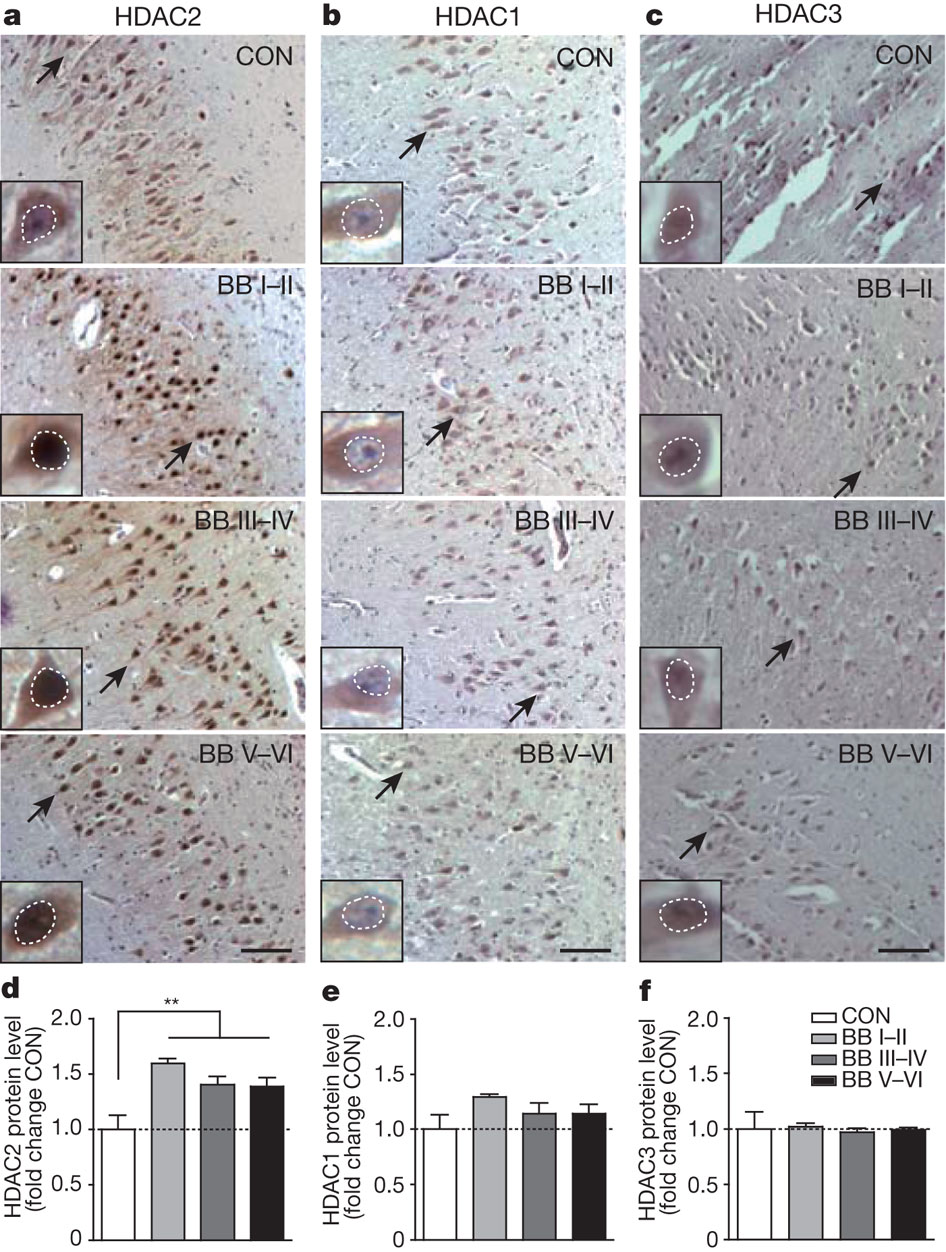 a HDAC2
b HDAC1
c HDAC3
CON
CON
CON
BB I–II
BB I–II
BB I–II
BB III–IV
BB III–IV
BB III–IV
BB V–VI
BB V–VI
BB V–VI
d
**
HDAC2 protein level
(fold change CON)
2.0
1.5
1.0
0.5
0
e
HDAC1 protein level
(fold change CON)
2.0
1.5
1.0
0.5
0
f
HDAC3 protein level
(fold change CON)
2.0
1.5
1.0
0.5
0
CON
BB I–II
BB III–IV
BB V–VI